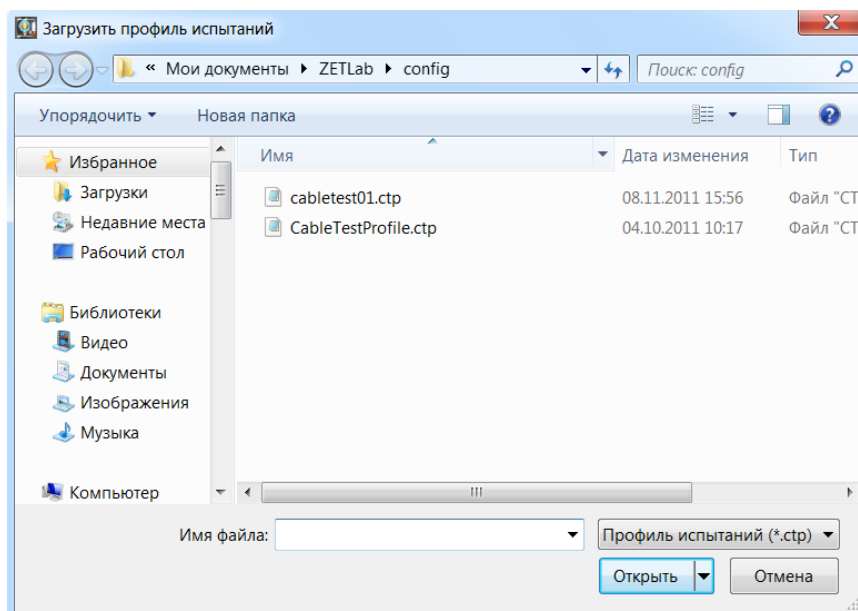 Загрузить профиль испытаний
« Мои документы ZETLab config Поиск: config
Упорядочить Новая папка
Избранное
Загрузки
Недавние места
Рабочий стол
Библиотеки
Видео
Документы
Изображения
Музыка
Компьютер
Имя Дата изменения Тип
cabletest01.ctp 08.11.2011 15:56 Файл "СТ
CableTestProfile.ctp 04.10.2011 10:17 Файл "СТ
Имя файла: Профиль испытаний (*.ctp)
Открыть Отмена